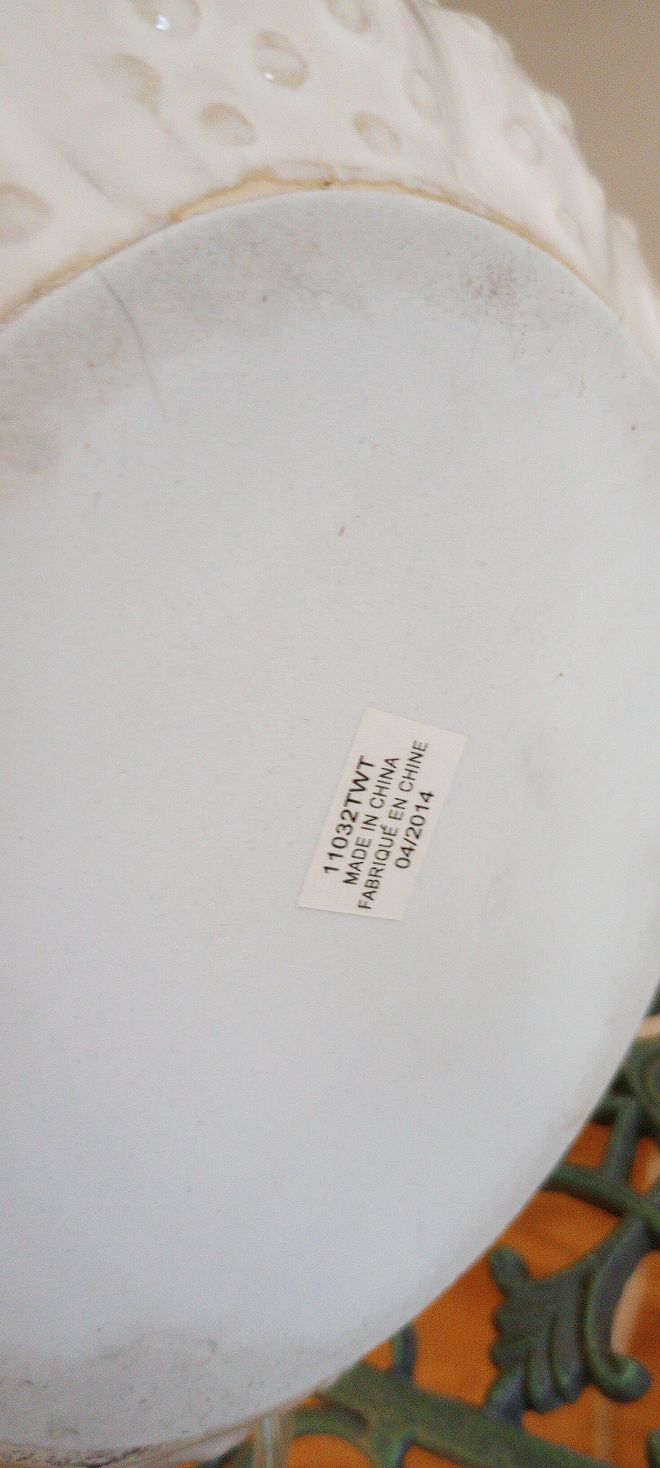 11032TWT
MADE IN CHINA
FABRIQUÉ EN CHINE
04/2014